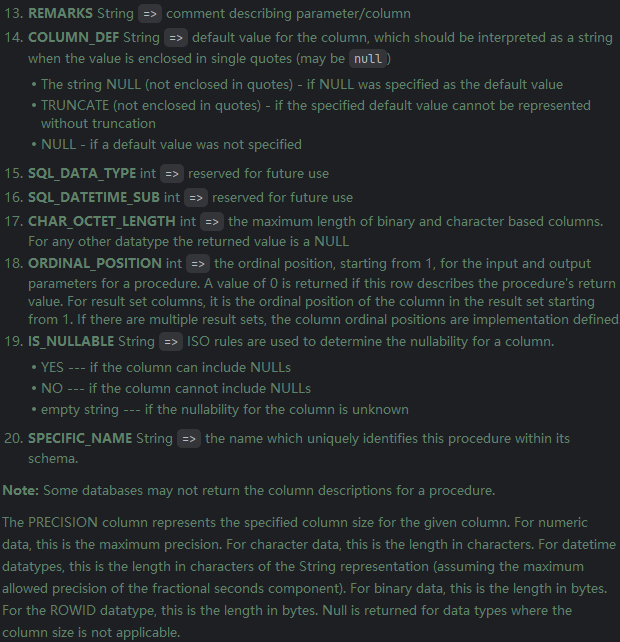 13. REMARKS String => comment describing parameter/column
14. COLUMN_DEF String => default value for the column, which should be interpreted as a string
when the value is enclosed in single quotes (may be null)
• The string NULL (not enclosed in quotes) - if NULL was specified as the default value
• TRUNCATE (not enclosed in quotes) - if the specified default value cannot be represented
without truncation
• NULL - if a default value was not specified
15. SQL_DATA_TYPE int => reserved for future use
16. SQL_DATETIME_SUB int => reserved for future use
17. CHAR_OCTET_LENGTH int => the maximum length of binary and character based columns.
For any other datatype the returned value is a NULL
18. ORDINAL_POSITION int => the ordinal position, starting from 1, for the input and output
parameters for a procedure. A value of 0 is returned if this row describes the procedure's return
value. For result set columns, it is the ordinal position of the column in the result set starting
from 1. If there are multiple result sets, the column ordinal positions are implementation defined
19. IS_NULLABLE String => ISO rules are used to determine the nullability for a column.
• YES --- if the column can include NULLs
• NO --- if the column cannot include NULLs
• empty string --- if the nullability for the column is unknown
20. SPECIFIC_NAME String => the name which uniquely identifies this procedure within its
schema.
Note: Some databases may not return the column descriptions for a procedure.
The PRECISION column represents the specified column size for the given column. For numeric
data, this is the maximum precision. For character data, this is the length in characters. For datetime
datatypes, this is the length in characters of the String representation (assuming the maximum
allowed precision of the fractional seconds component). For binary data, this is the length in bytes.
For the ROWID datatype, this is the length in bytes. Null is returned for data types where the
column size is not applicable.